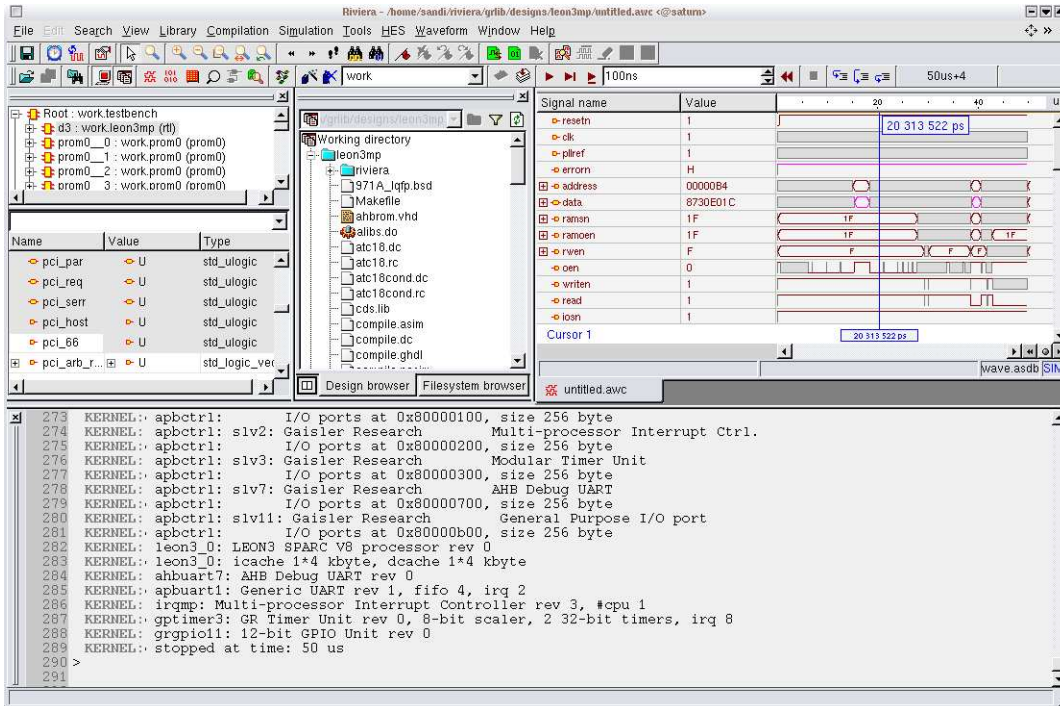 Riviera - /home/sandi/riviera/grlib/designs/leon3mp/untitled.awc <@saturn>
File Edit Search View Library Compilation Simulation Tools HES Waveform Window Help
work
100ns
50us+4
Root : work.testbench
d3 : work.leon3mp (rtl)
prom0__0 : work.prom0 (prom0)
prom0__1 : work.prom0 (prom0)
prom0__2 : work.prom0 (prom0)
prom0__3 : work.prom0 (prom0)
Name Value Type
pci_par U std_ulogic
pci_req U std_ulogic
pci_serr U std_ulogic
pci_host U std_ulogic
pci_66 U std_ulogic
pci_arb_r... U std_logic_vec
/grlib/designs/leon3mp
Working directory
leon3mp
riviera
971A_lqfp.bsd
Makefile
ahbrom.vhd
alibs.do
atc18.dc
atc18.rc
atc18cond.dc
atc18cond.rc
cds.lib
compile.asim
compile.dc
compile.ghdl
Design browser Filesystem browser
Signal name Value 20 40
20 313 522 ps
resetn 1
clk 1
pllref 1
errorn H
address 00000B4
data 8730E01C
ramsn 1F 1F
ramoen 1F 1F 1F
rwen F F F F
oen 0
writen 1
read 1
iosn 1
Cursor 1 20 313 522 ps
wave.asdb SIM
untitled.awc
273 KERNEL: apbctrl: I/O ports at 0x80000100, size 256 byte
274 KERNEL: apbctrl: slv2: Gaisler Research Multi-processor Interrupt Ctrl.
275 KERNEL: apbctrl: I/O ports at 0x80000200, size 256 byte
276 KERNEL: apbctrl: slv3: Gaisler Research Modular Timer Unit
277 KERNEL: apbctrl: I/O ports at 0x80000300, size 256 byte
278 KERNEL: apbctrl: slv7: Gaisler Research AHB Debug UART
279 KERNEL: apbctrl: I/O ports at 0x80000700, size 256 byte
280 KERNEL: apbctrl: slv11: Gaisler Research General Purpose I/O port
281 KERNEL: apbctrl: I/O ports at 0x80000b00, size 256 byte
282 KERNEL: leon3_0: LEON3 SPARC V8 processor rev 0
283 KERNEL: leon3_0: icache 1*4 kbyte, dcache 1*4 kbyte
284 KERNEL: ahbuart7: AHB Debug UART rev 0
285 KERNEL: apbuart1: Generic UART rev 1, fifo 4, irq 2
286 KERNEL: irqmp: Multi-processor Interrupt Controller rev 3, #cpu 1
287 KERNEL: gptimer3: GR Timer Unit rev 0, 8-bit scaler, 2 32-bit timers, irq 8
288 KERNEL: grgpio11: 12-bit GPIO Unit rev 0
289 KERNEL: stopped at time: 50 us
290 >
291